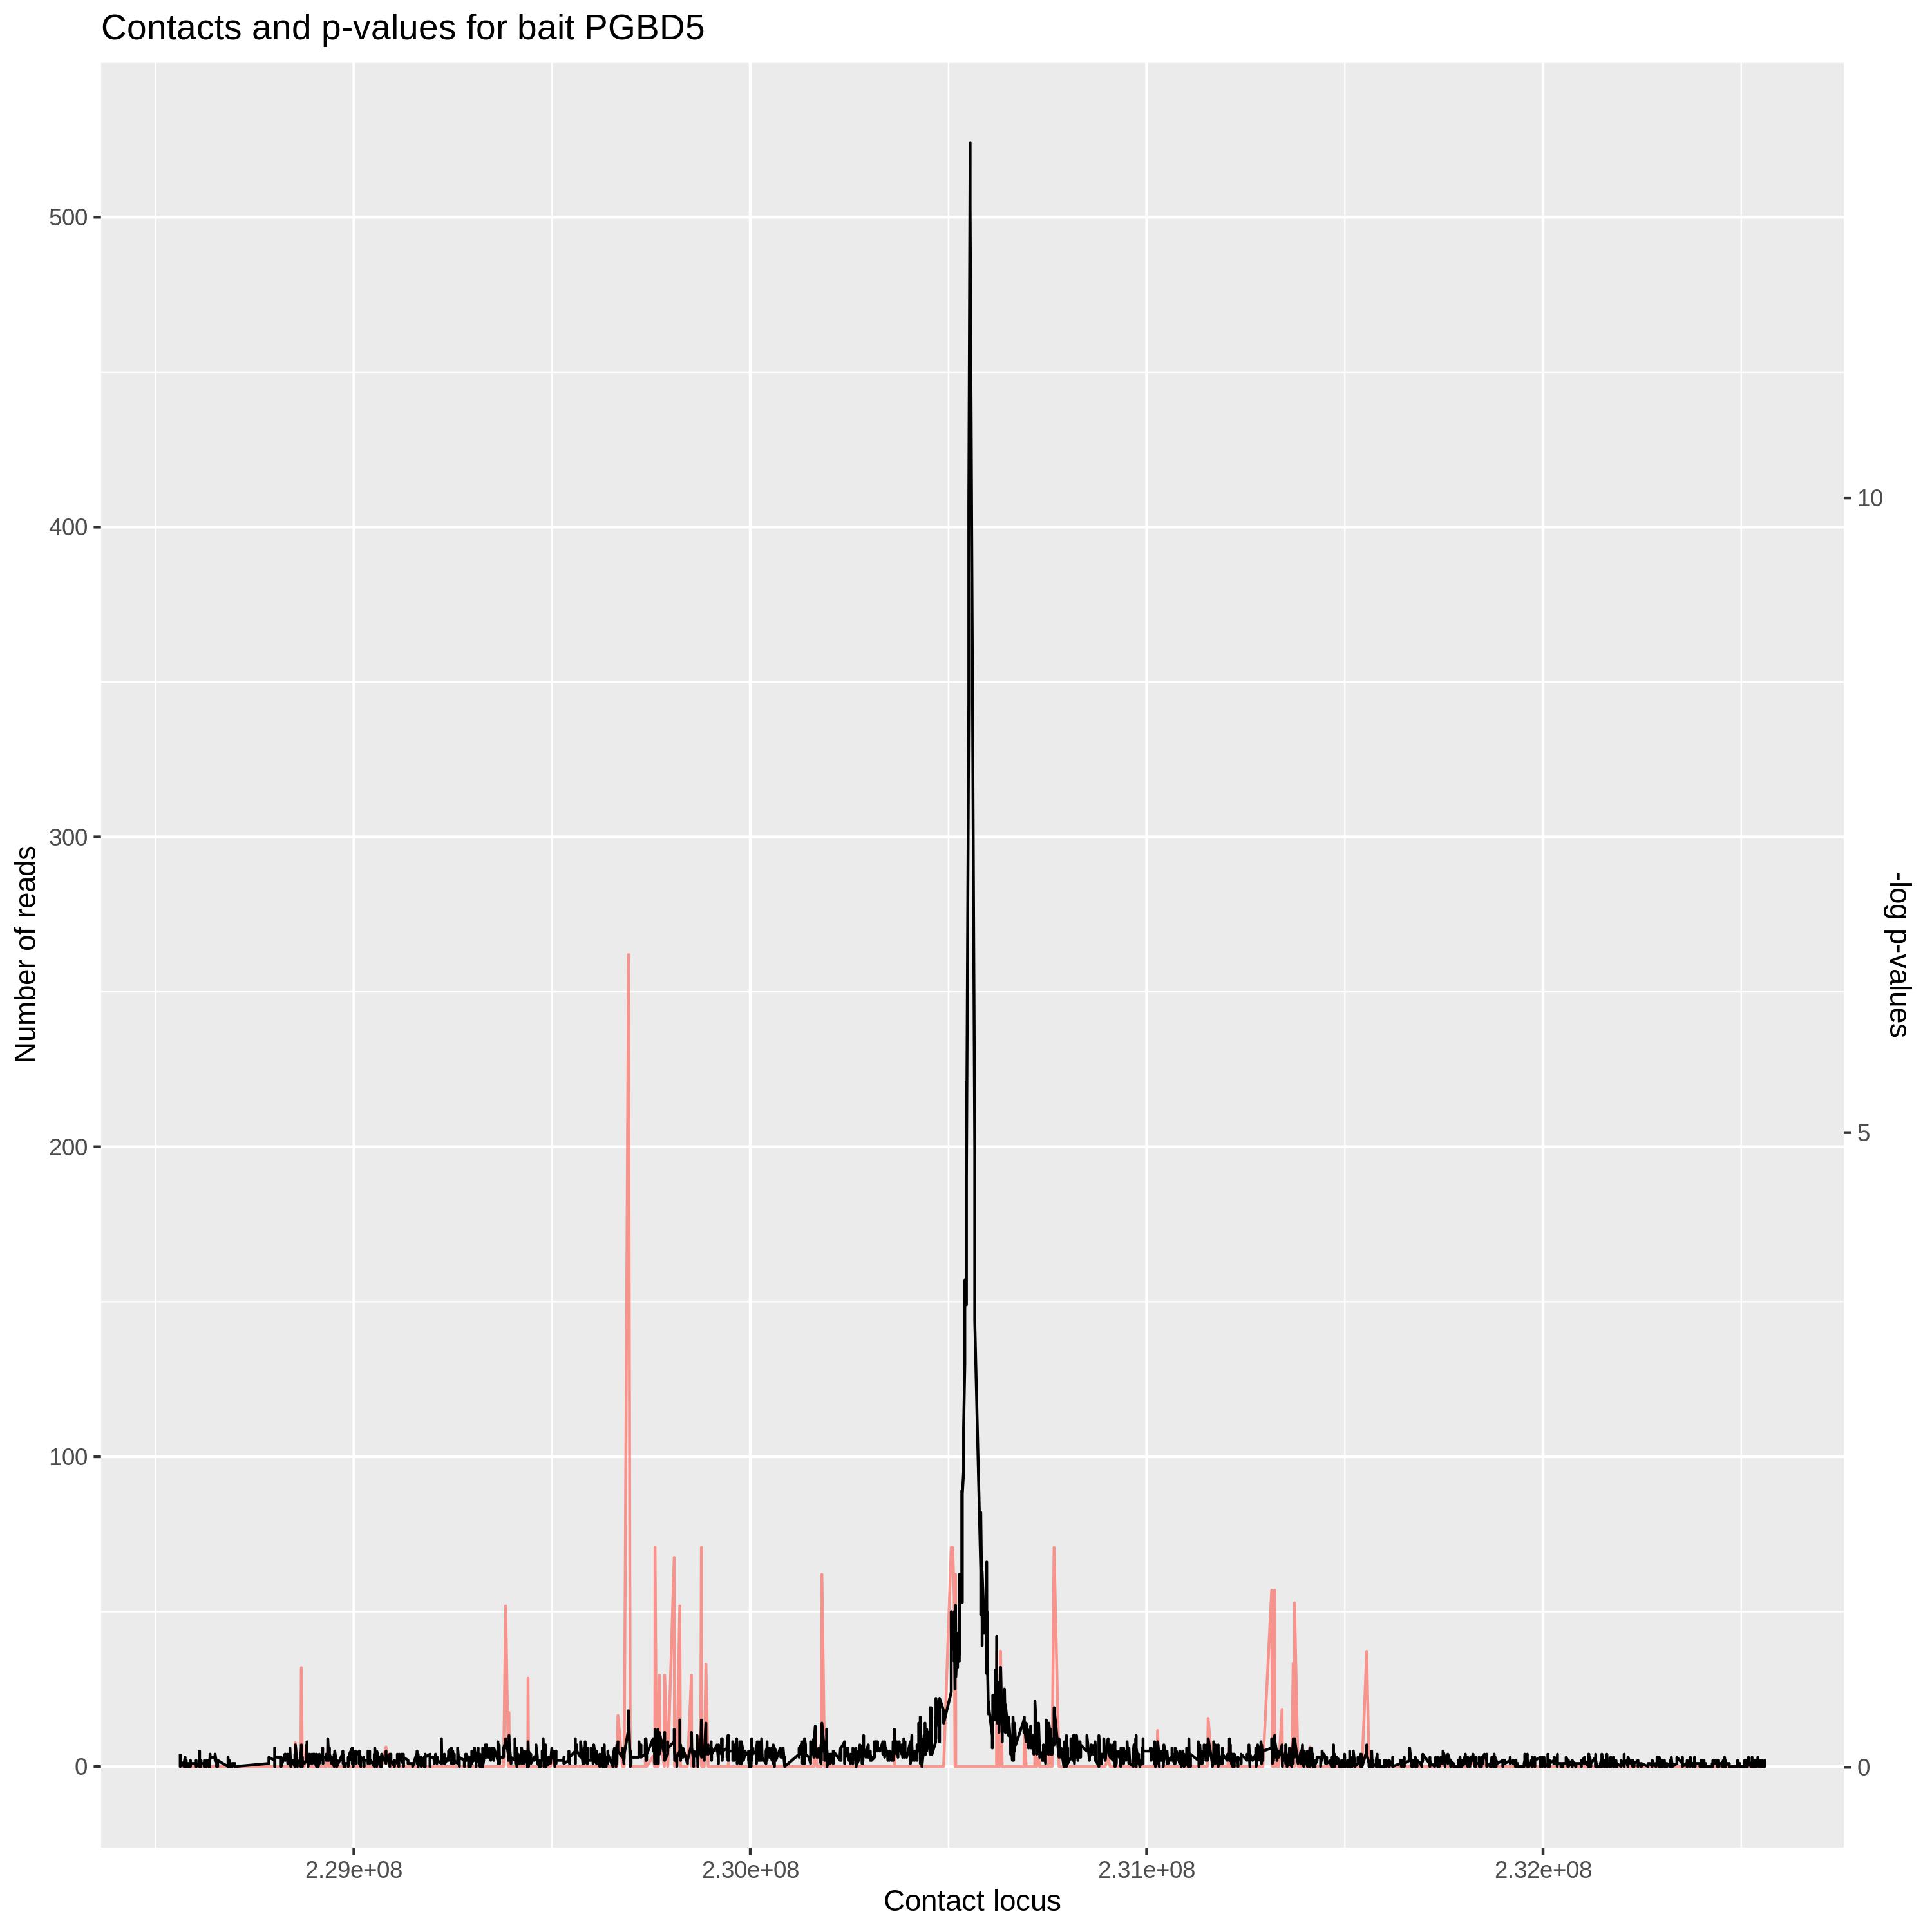 Contacts and p-values for bait PGBD5
500
400
300
200
100
0
Number of reads
10
5
0
-log p-values
2.29e+08
2.30e+08
2.31e+08
2.32e+08
Contact locus